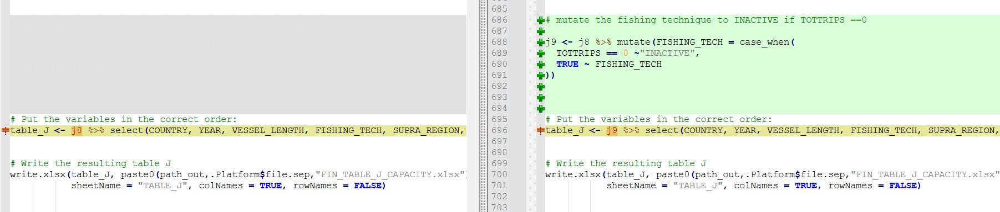 # Put the variables in the correct order:
table_J <- j8 %>% select(COUNTRY, YEAR, VESSEL_LENGTH, FISHING_TECH, SUPRA_REGION,
# Write the resulting table J
write.xlsx(table_J, paste0(path_out,.Platform$file.sep,"FIN_TABLE_J_CAPACITY.xlsx")
sheetName = "TABLE_J", colNames = TRUE, rowNames = FALSE)
685
686 # mutate the fishing technique to INACTIVE if TOTTRIPS ==0
687
688 j9 <- j8 %>% mutate(FISHING_TECH = case_when(
689 TOTTRIPS == 0 ~"INACTIVE",
690 TRUE ~ FISHING_TECH
691 ))
692
693
694
695 # Put the variables in the correct order:
696 table_J <- j9 %>% select(COUNTRY, YEAR, VESSEL_LENGTH, FISHING_TECH, SUPRA_REGION,
697
698
699 # Write the resulting table J
700 write.xlsx(table_J, paste0(path_out,.Platform$file.sep,"FIN_TABLE_J_CAPACITY.xlsx"
701 sheetName = "TABLE_J", colNames = TRUE, rowNames = FALSE)
702
703